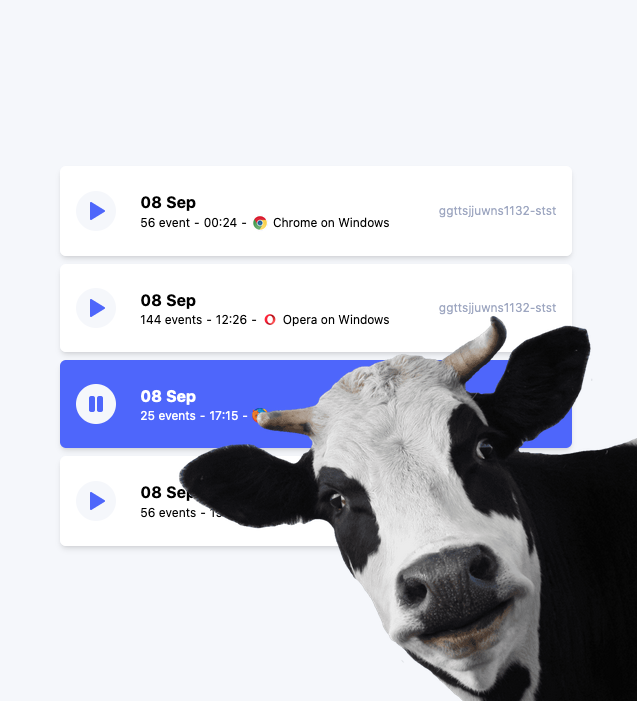 08 Sep
56 event - 00:24 - Chrome on Windows
ggttsjjuwns1132-stst
08 Sep
144 events - 12:26 - Opera on Windows
ggttsjjuwns1132-stst
08 Sep
25 events - 17:15 -
08 Sep
56 events -